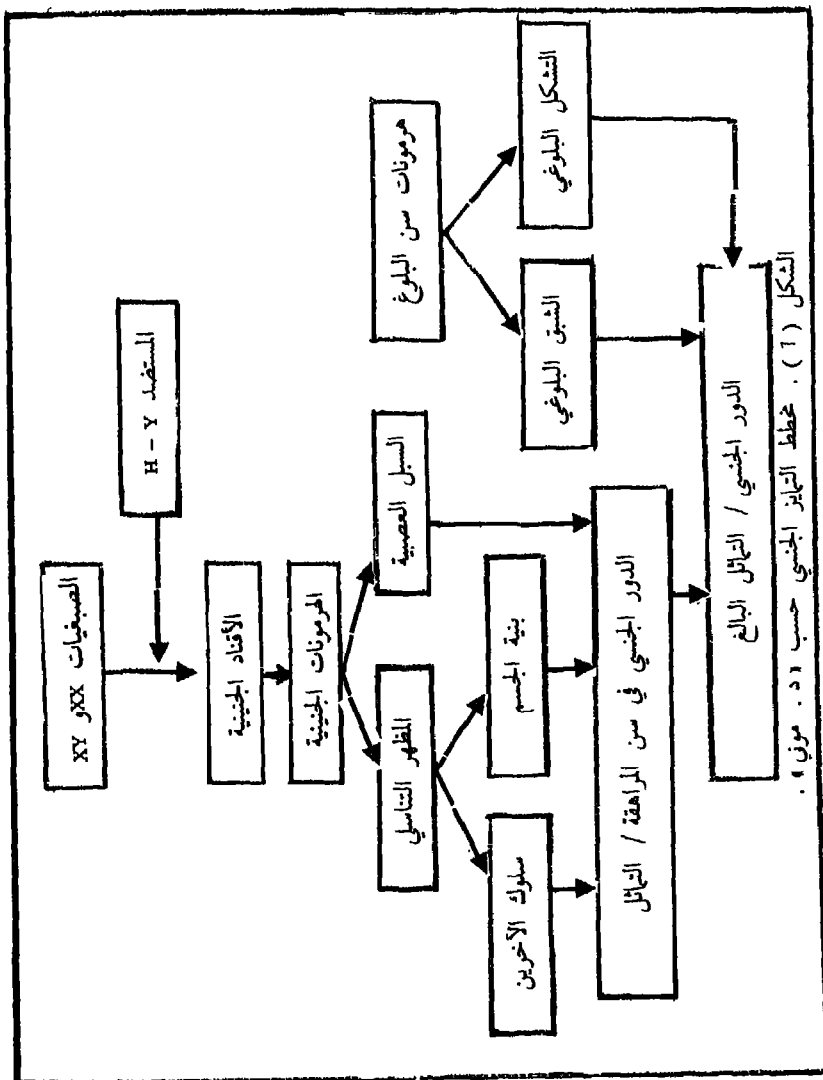 الصبغيات XX و XY
المستضد H - Y
الأقناد الجنينية
الهرمونات الجنينية
المظهر التناسلي
السبل العصبية
هرمونات سن البلوغ
سلوك الآخرين
بنية الجسم
الشبق البلوغي
التشكل البلوغي
الدور الجنسي في سن المراهقة / التماثل
الدور الجنسي / التماثل البالغ
الشكل (1). مخطط التمايز الجنسي حسب «د. موني».